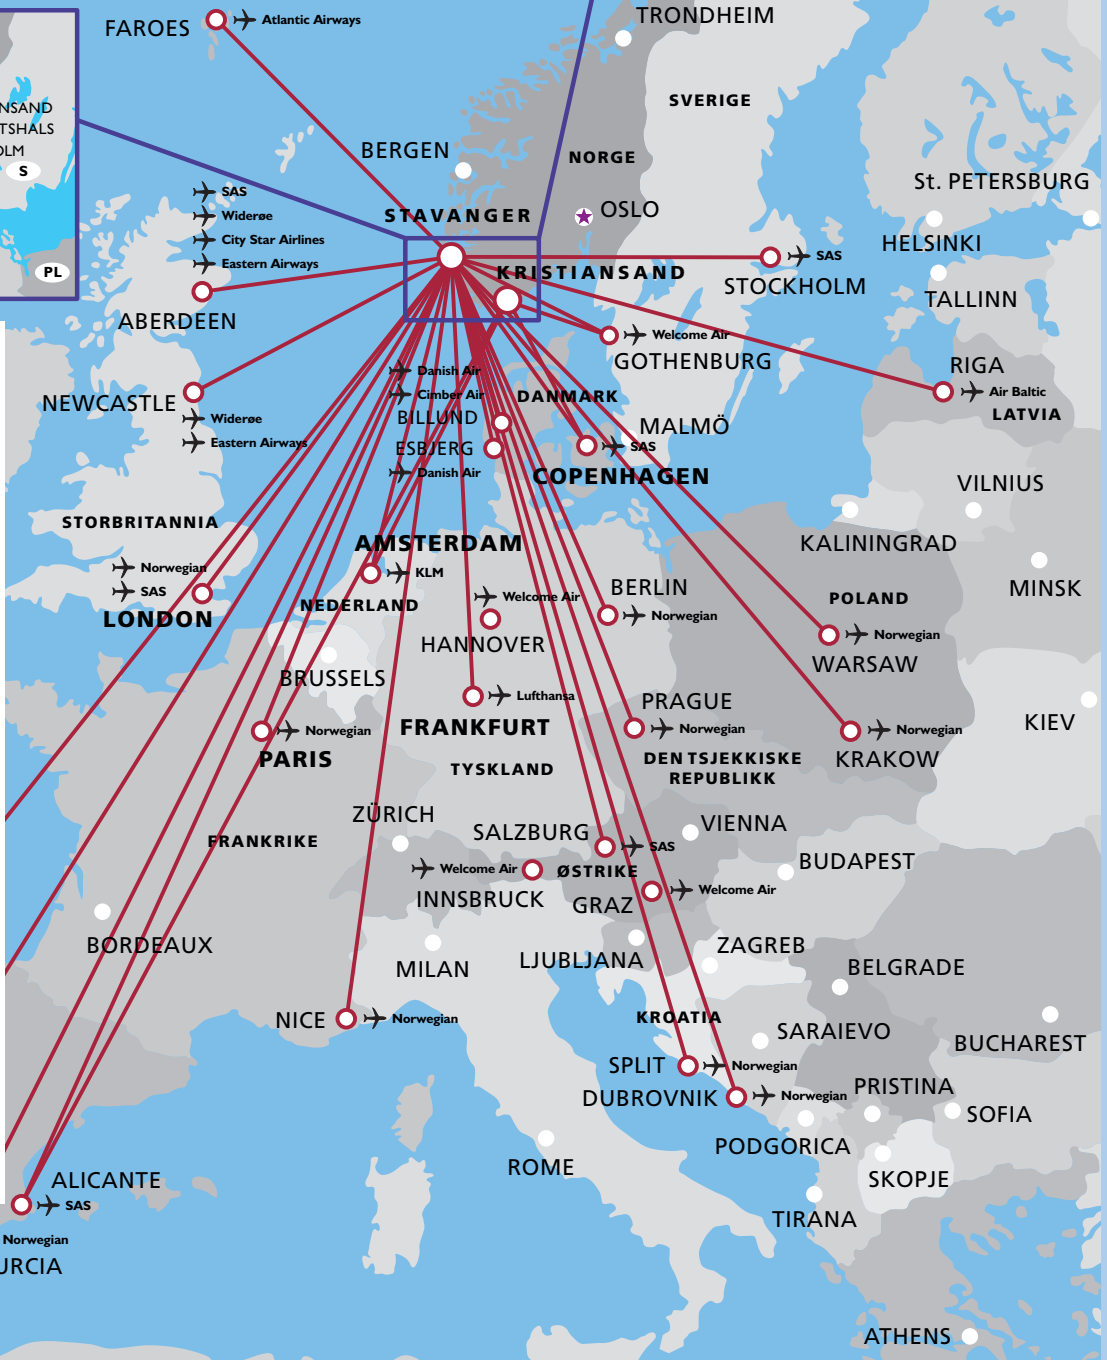 TRONDHEIM
FAROES
Atlantic Airways
SVERIGE
NSAND
TSHALS
OLM
S
BERGEN
NORGE
St. PETERSBURG
SAS
Widerøe
City Star Airlines
Eastern Airways
STAVANGER
OSLO
HELSINKI
SAS
PL
KRISTIANSAND
STOCKHOLM
TALLINN
ABERDEEN
Welcome Air
GOTHENBURG
RIGA
Air Baltic
LATVIA
Danish Air
Cimber Air
DANMARK
NEWCASTLE
Widerøe
Eastern Airways
BILLUND
MALMÖ
ESBJERG
SAS
Danish Air
COPENHAGEN
VILNIUS
STORBRITANNIA
AMSTERDAM
KALININGRAD
Norwegian
SAS
LONDON
KLM
NEDERLAND
Welcome Air
HANNOVER
BERLIN
Norwegian
POLAND
MINSK
Norwegian
WARSAW
BRUSSELS
Lufthansa
FRANKFURT
PRAGUE
Norwegian
KIEV
Norwegian
PARIS
Norwegian
KRAKOW
DEN TSJEKKISKE
REPUBLIKK
TYSKLAND
ZÜRICH
FRANKRIKE
SALZBURG
SAS
VIENNA
BUDAPEST
Welcome Air
INNSBRUCK
ØSTRIKE
GRAZ
Welcome Air
BORDEAUX
MILAN
LJUBLJANA
ZAGREB
BELGRADE
NICE
Norwegian
KROATIA
SARAIEVO
BUCHAREST
SPLIT
Norwegian
DUBROVNIK
Norwegian
PRISTINA
SOFIA
PODGORICA
ROME
SKOPJE
ALICANTE
SAS
TIRANA
Norwegian
URCIA
ATHENS